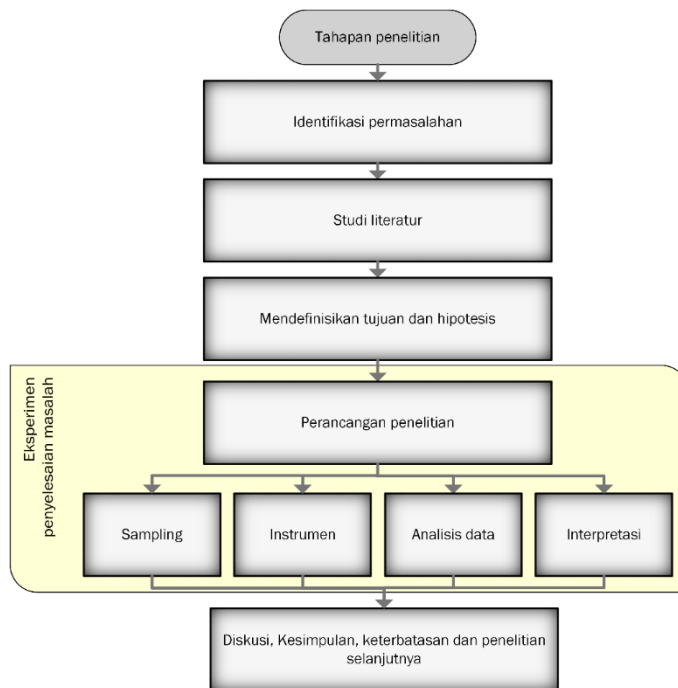 Tahapan penelitian
Identifikasi permasalahan
Studi literatur
Mendefinisikan tujuan dan hipotesis
Eksperimen
penyelesaian masalah
Perancangan penelitian
Sampling
Instrumen
Analisis data
Interpretasi
Diskusi, Kesimpulan, keterbatasan dan penelitian
selanjutnya